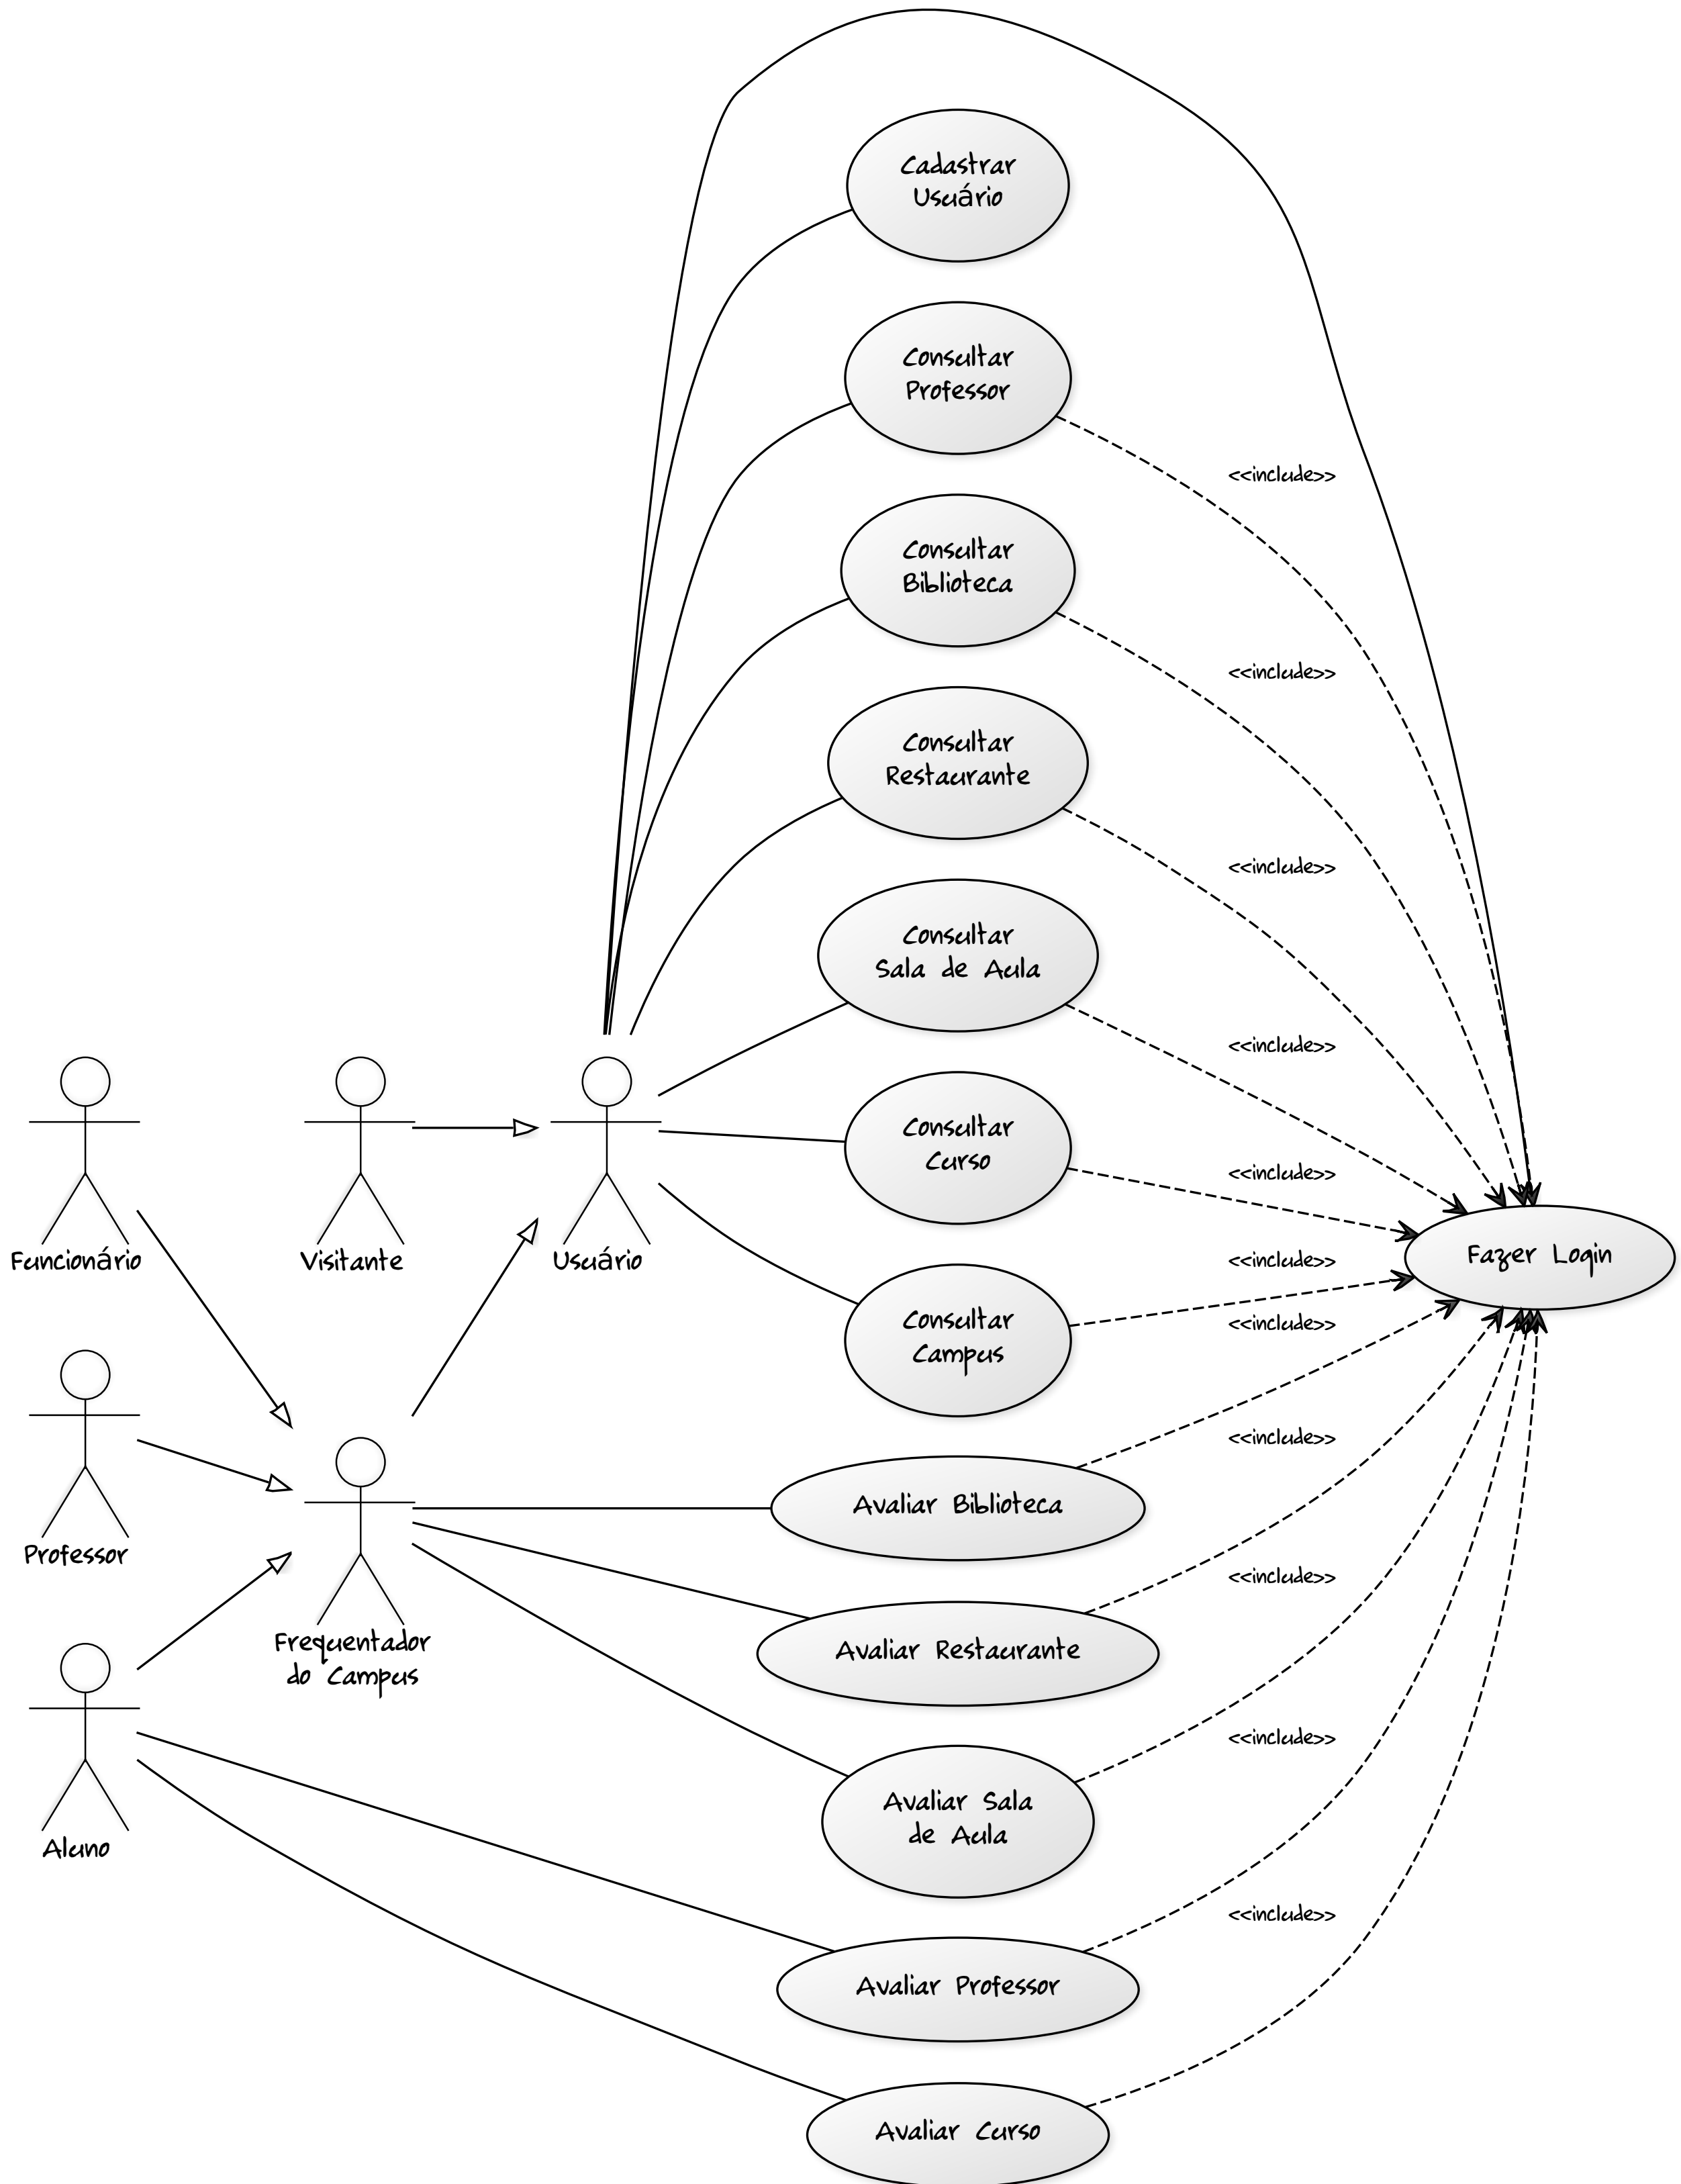 Cadastrar
Usuário
Consultar
Professor
<<include>>
Consultar
Biblioteca
<<include>>
Consultar
Restaurante
<<include>>
Consultar
Sala de Aula
<<include>>
Consultar
Curso
<<include>>
Funcionário
Visitante
Usuário
<<include>>
Fazer Login
Consultar
Campus
<<include>>
<<include>>
Avaliar Biblioteca
Professor
<<include>>
Frequentador
do Campus
Avaliar Restaurante
<<include>>
Aluno
Avaliar Sala
de Aula
<<include>>
Avaliar Professor
Avaliar Curso